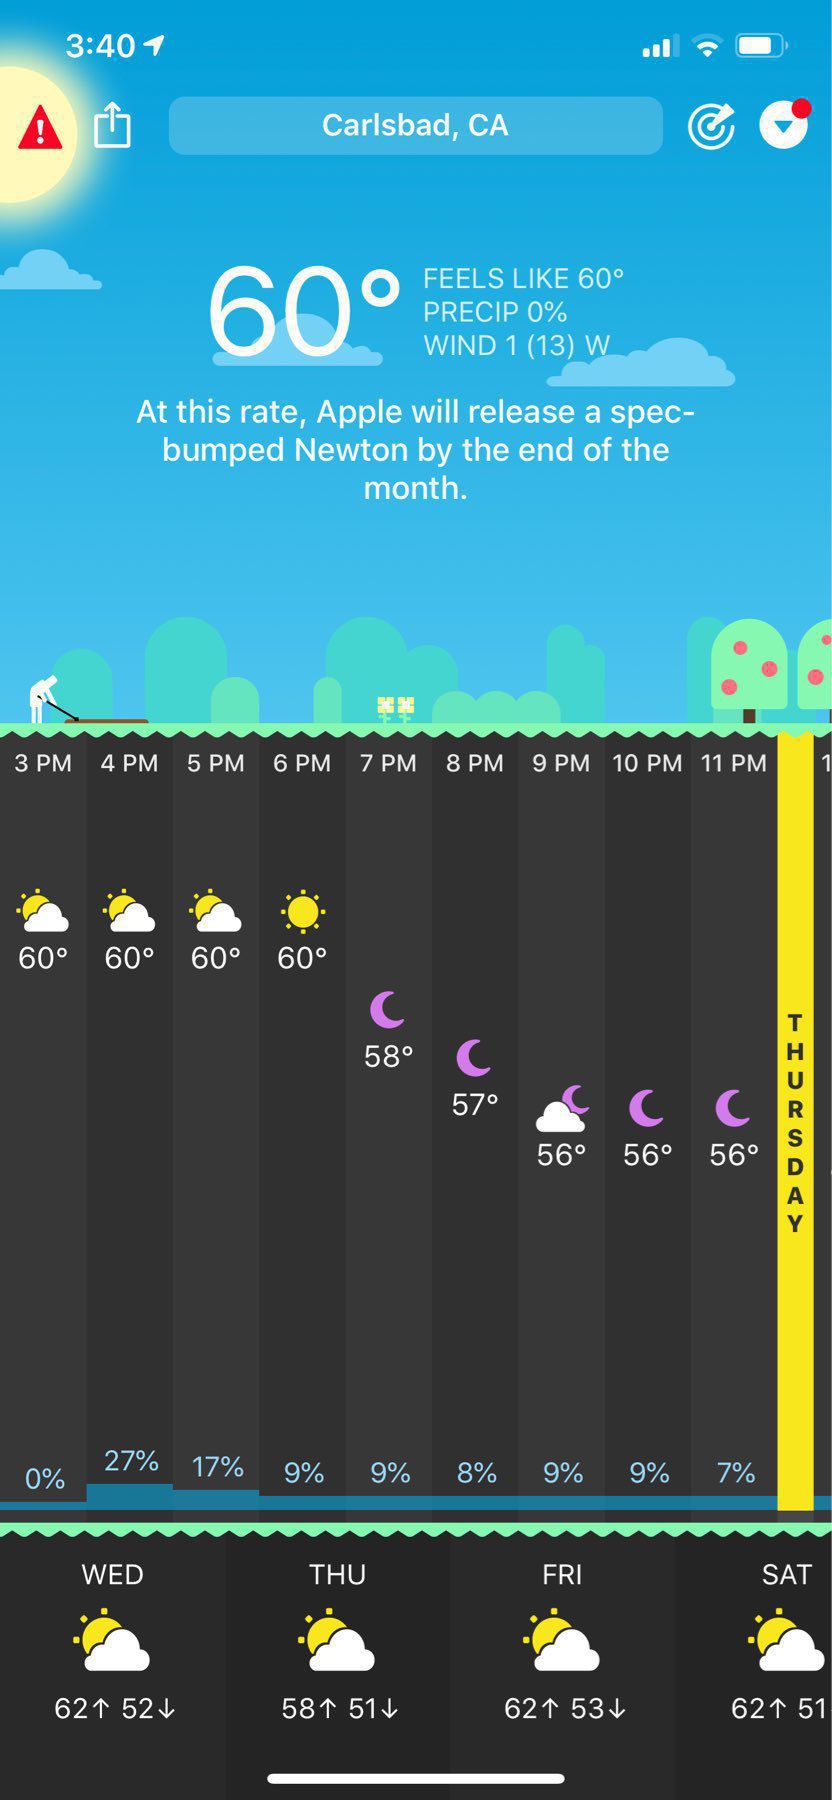 3:40
Carlsbad, CA
60°
FEELS LIKE 60°
PRECIP 0%
WIND 1 (13) W
At this rate, Apple will release a spec-
bumped Newton by the end of the
month.
3 PM 4 PM 5 PM 6 PM 7 PM 8 PM 9 PM 10 PM 11 PM 1
60° 60° 60° 60°
58°
57°
56° 56° 56°
THURSDAY
0% 27% 17% 9% 9% 8% 9% 9% 7%
WED THU FRI SAT
62↑ 52↓ 58↑ 51↓ 62↑ 53↓ 62↑ 51